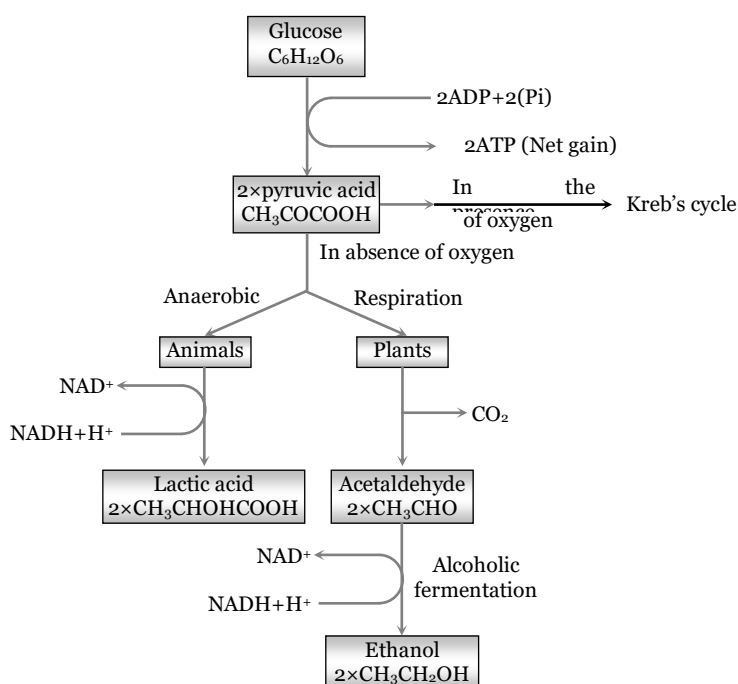 Glucose
C₆H₁₂O₆
2ADP+2(Pi)
2ATP (Net gain)
2×pyruvic acid
CH₃COCOOH
In the
presence
of oxygen
Kreb's cycle
In absence of oxygen
Anaerobic
Respiration
Animals
Plants
NAD⁺
NADH+H⁺
CO₂
Lactic acid
2×CH₃CHOHCOOH
Acetaldehyde
2×CH₃CHO
NAD⁺
NADH+H⁺
Alcoholic
fermentation
Ethanol
2×CH₃CH₂OH